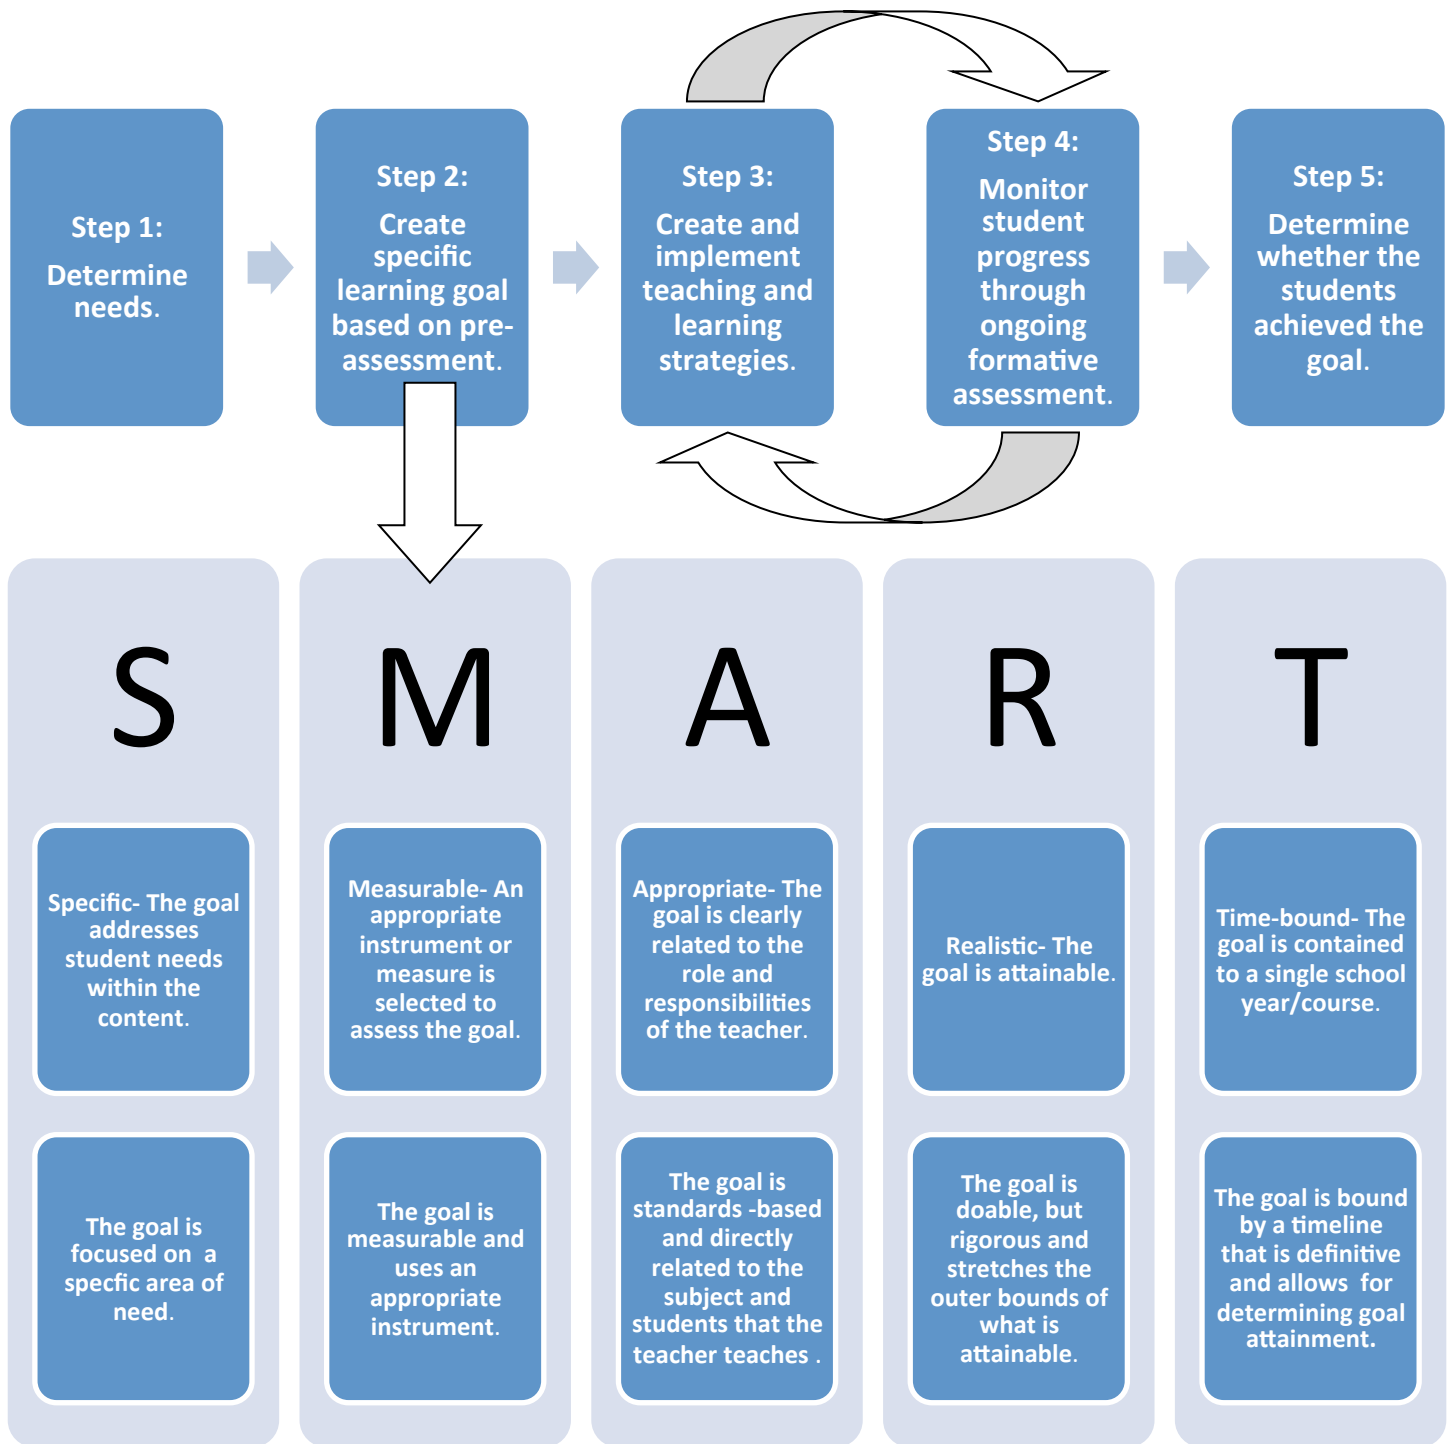 Step 1:
Determine
needs.
Step 2:
Create
specific
learning goal
based on pre-
assessment.
Step 3:
Create and
implement
teaching and
learning
strategies.
Step 4:
Monitor
student
progress
through
ongoing
formative
assessment.
Step 5:
Determine
whether the
students
achieved the
goal.
S
M
A
R
T
Specific- The goal
addresses
student needs
within the
content.
Measurable- An
appropriate
instrument or
measure is
selected to
assess the goal.
Appropriate- The
goal is clearly
related to the
role and
responsibilities
of the teacher.
Realistic- The
goal is attainable.
Time-bound- The
goal is contained
to a single school
year/course.
The goal is
focused on  a
specfic area of
need.
The goal is
measurable and
uses an
appropriate
instrument.
The goal is
standards -based
and directly
related to the
subject and
students that the
teacher teaches .
The goal is
doable, but
rigorous and
stretches the
outer bounds of
what is
attainable.
The goal is bound
by a timeline
that is definitive
and allows  for
determining goal
attainment.